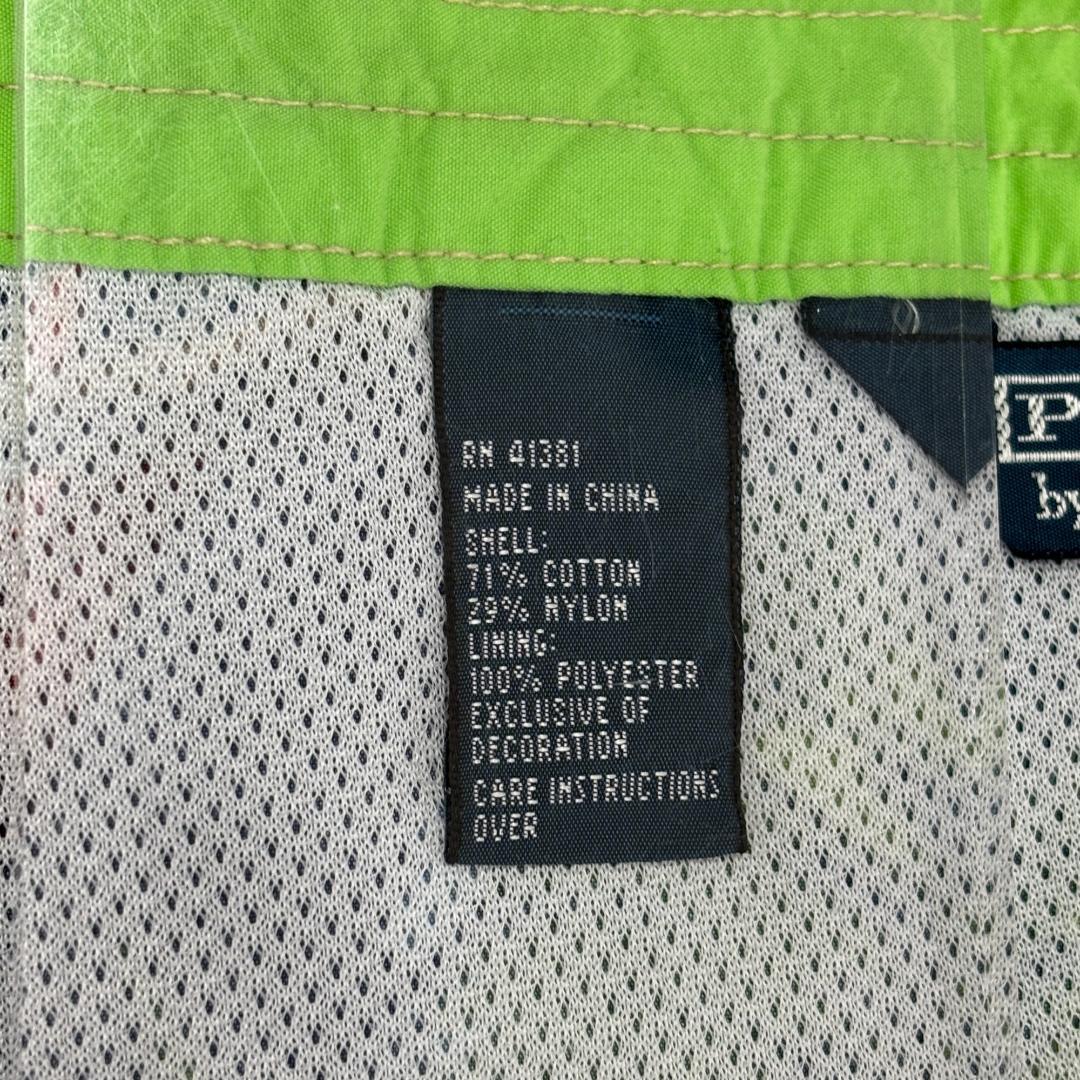 RN 41381
MADE IN CHINA
SHELL:
71% COTTON
29% NYLON
LINING:
100% POLYESTER
EXCLUSIVE OF
DECORATION
CARE INSTRUCTIONS
OVER
P
by